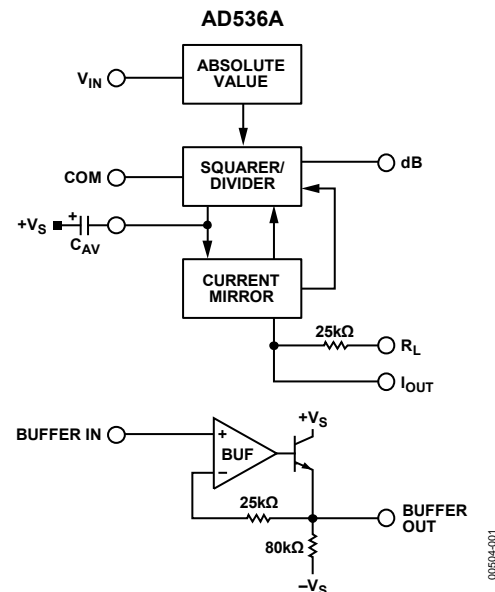 AD536A
ABSOLUTE
VALUE
VIN
SQUARER/
DIVIDER
COM
dB
+VS
+
CAV
CURRENT
MIRROR
25kΩ
RL
IOUT
+VS
BUFFER IN
+
BUF
−
25kΩ
BUFFER
OUT
80kΩ
−VS
00504-001